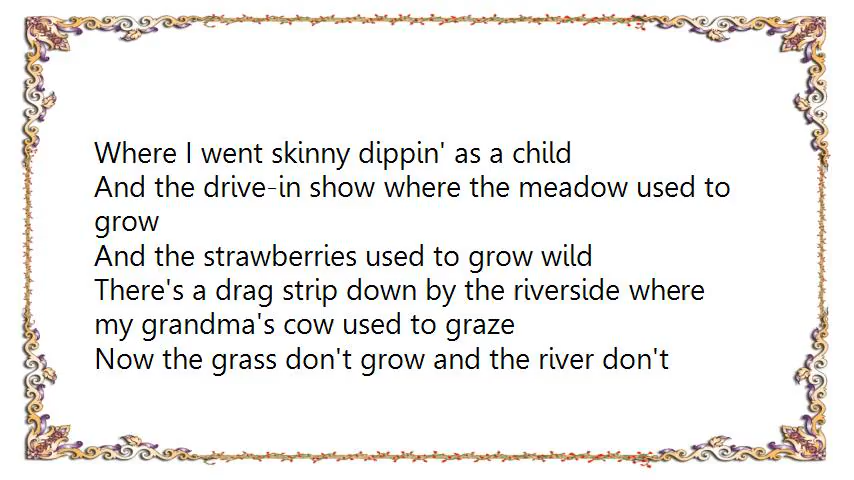 Where I went skinny dippin' as a child
And the drive-in show where the meadow used to
grow
And the strawberries used to grow wild
There's a drag strip down by the riverside where
my grandma's cow used to graze
Now the grass don't grow and the river don't